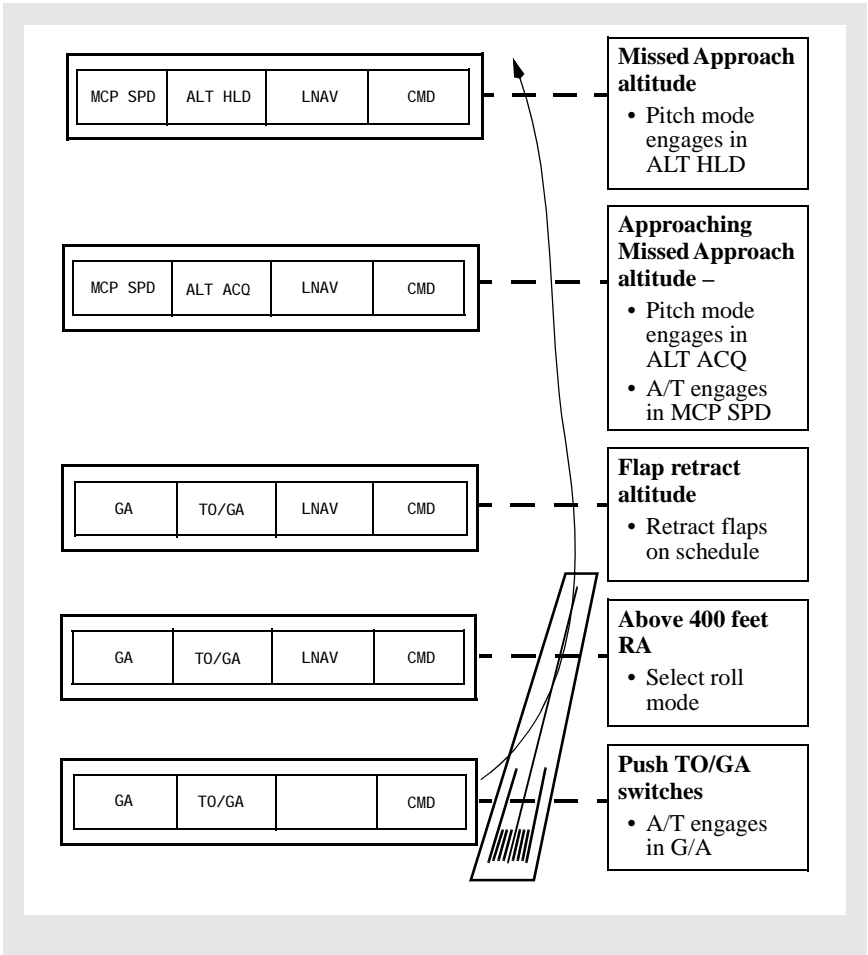 MCP SPD ALT HLD LNAV CMD
Missed Approach
altitude
• Pitch mode
engages in
ALT HLD
MCP SPD ALT ACQ LNAV CMD
Approaching
Missed Approach
altitude –
• Pitch mode
engages in
ALT ACQ
• A/T engages
in MCP SPD
GA TO/GA LNAV CMD
Flap retract
altitude
• Retract flaps
on schedule
GA TO/GA LNAV CMD
Above 400 feet
RA
• Select roll
mode
GA TO/GA CMD
Push TO/GA
switches
• A/T engages
in G/A